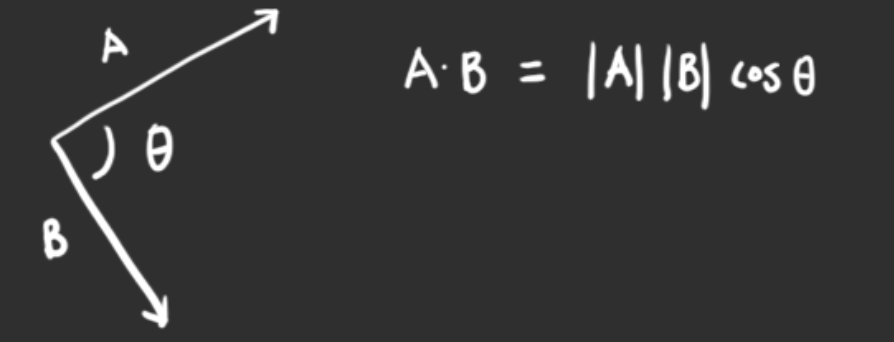 A
A·B = |A| |B| cos θ
θ
B